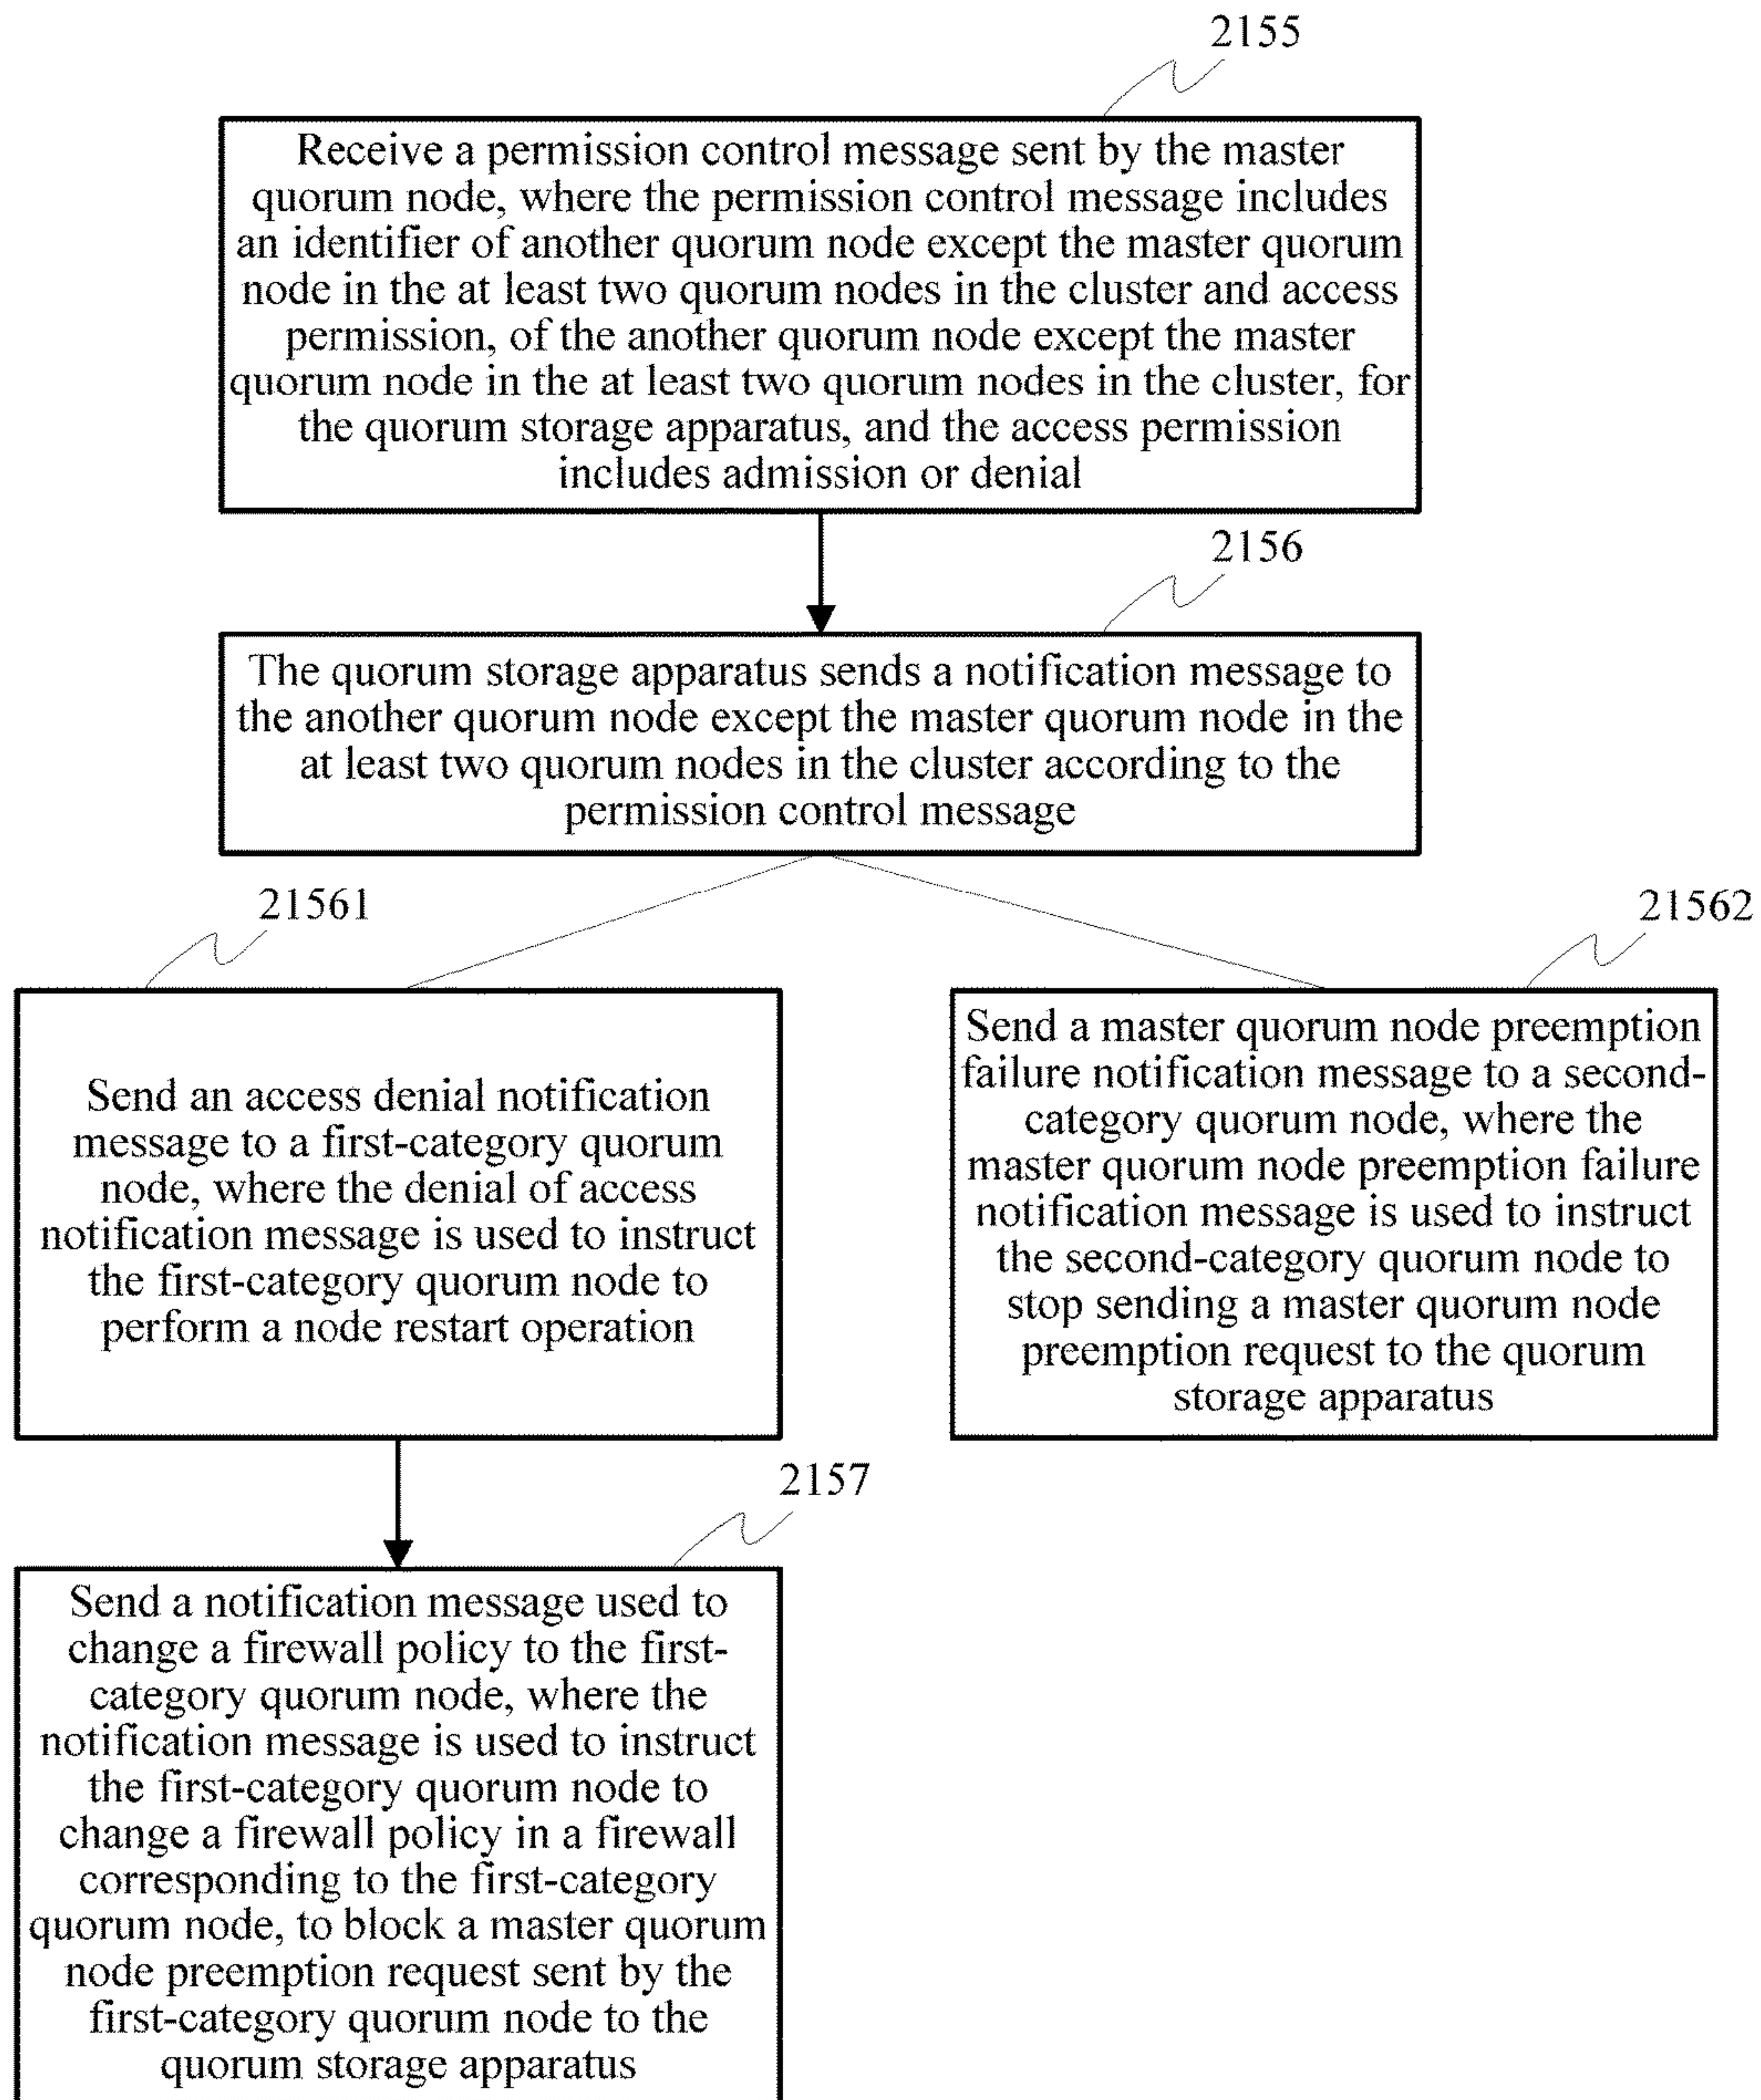 2155
Receive a permission control message sent by the master
quorum node, where the permission control message includes
an identifier of another quorum node except the master quorum
node in the at least two quorum nodes in the cluster and access
permission, of the another quorum node except the master
quorum node in the at least two quorum nodes in the cluster, for
the quorum storage apparatus, and the access permission
includes admission or denial
2156
The quorum storage apparatus sends a notification message to
the another quorum node except the master quorum node in the
at least two quorum nodes in the cluster according to the
permission control message
21561
Send an access denial notification
message to a first-category quorum
node, where the denial of access
notification message is used to instruct
the first-category quorum node to
perform a node restart operation
21562
Send a master quorum node preemption
failure notification message to a second-
category quorum node, where the
master quorum node preemption failure
notification message is used to instruct
the second-category quorum node to
stop sending a master quorum node
preemption request to the quorum
storage apparatus
2157
Send a notification message used to
change a firewall policy to the first-
category quorum node, where the
notification message is used to instruct
the first-category quorum node to
change a firewall policy in a firewall
corresponding to the first-category
quorum node, to block a master quorum
node preemption request sent by the
first-category quorum node to the
quorum storage apparatus